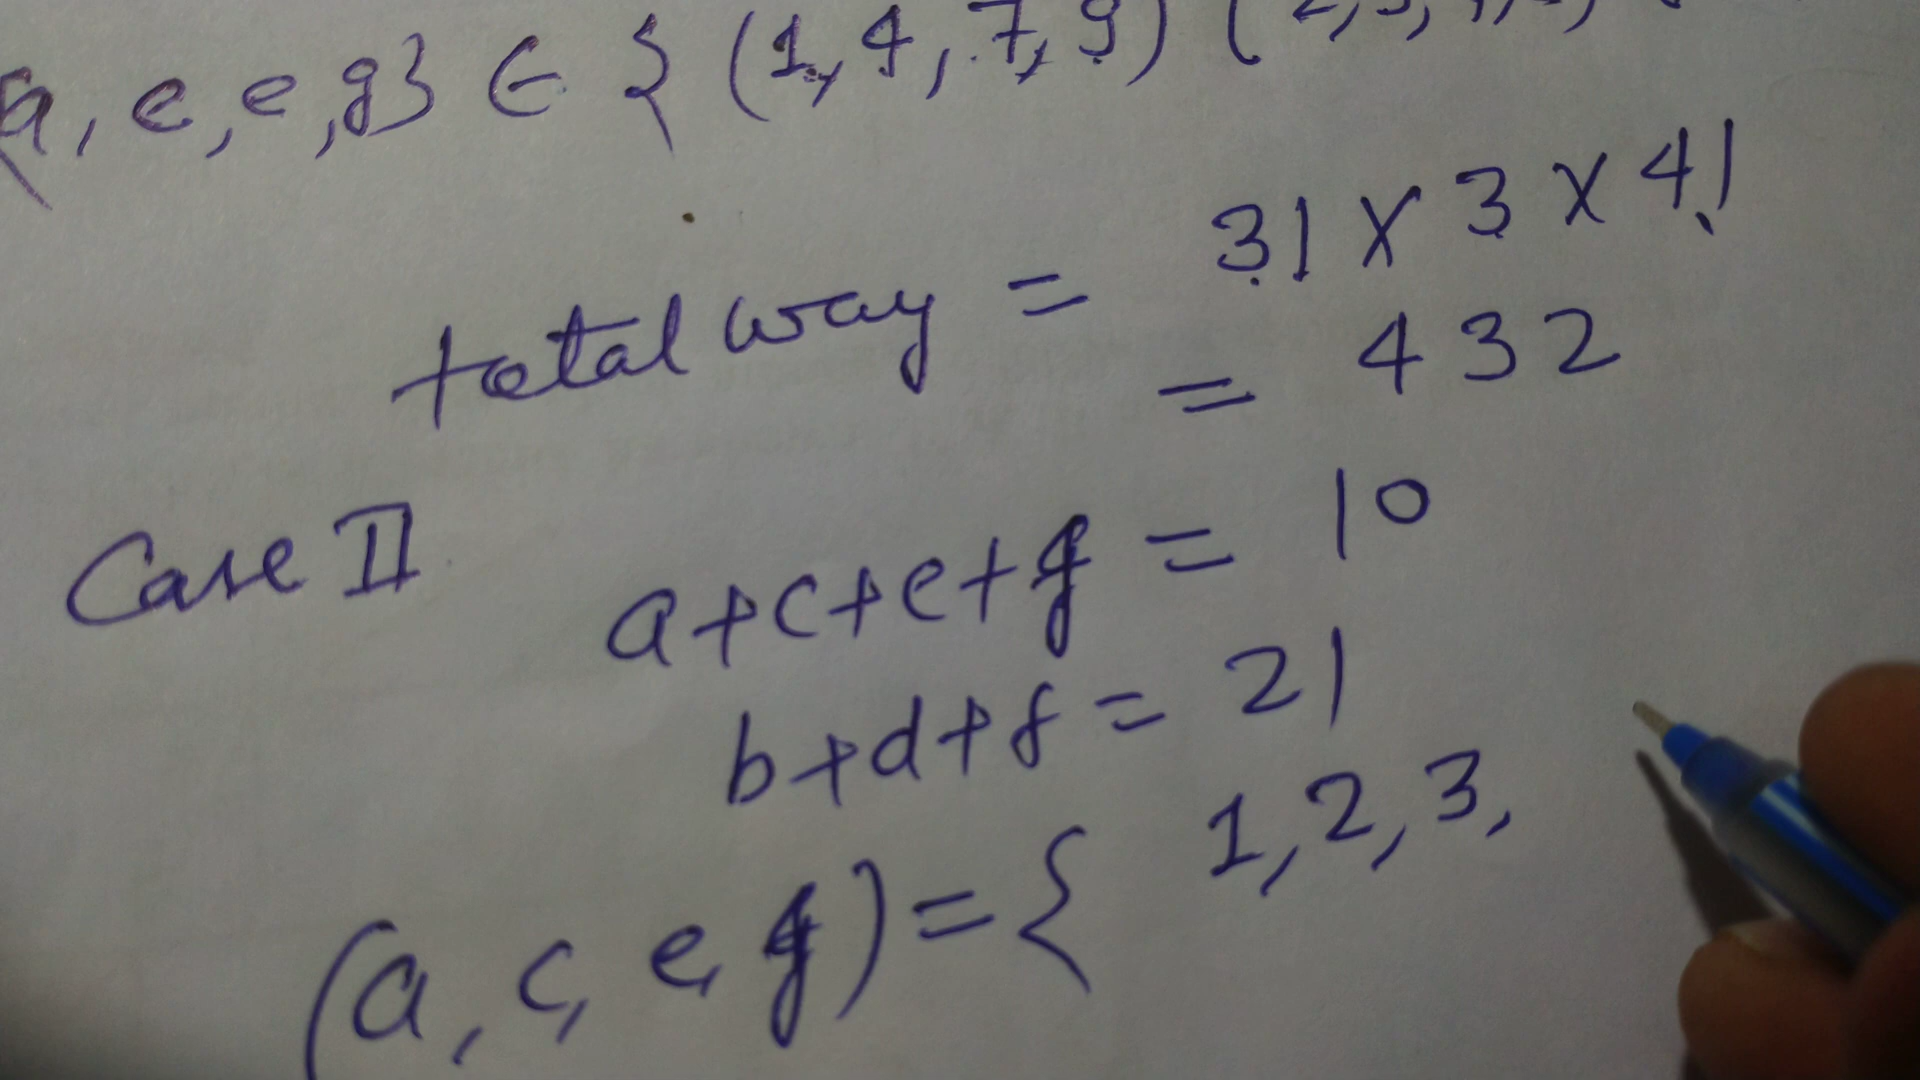 a, e, e, g} ∈ { (1, 4, 7, 9) (
total way = 3! × 3 × 4!
= 432
Case II a+c+e+g = 10
b+d+f = 21
(a, c, e, g) = { 1, 2, 3,